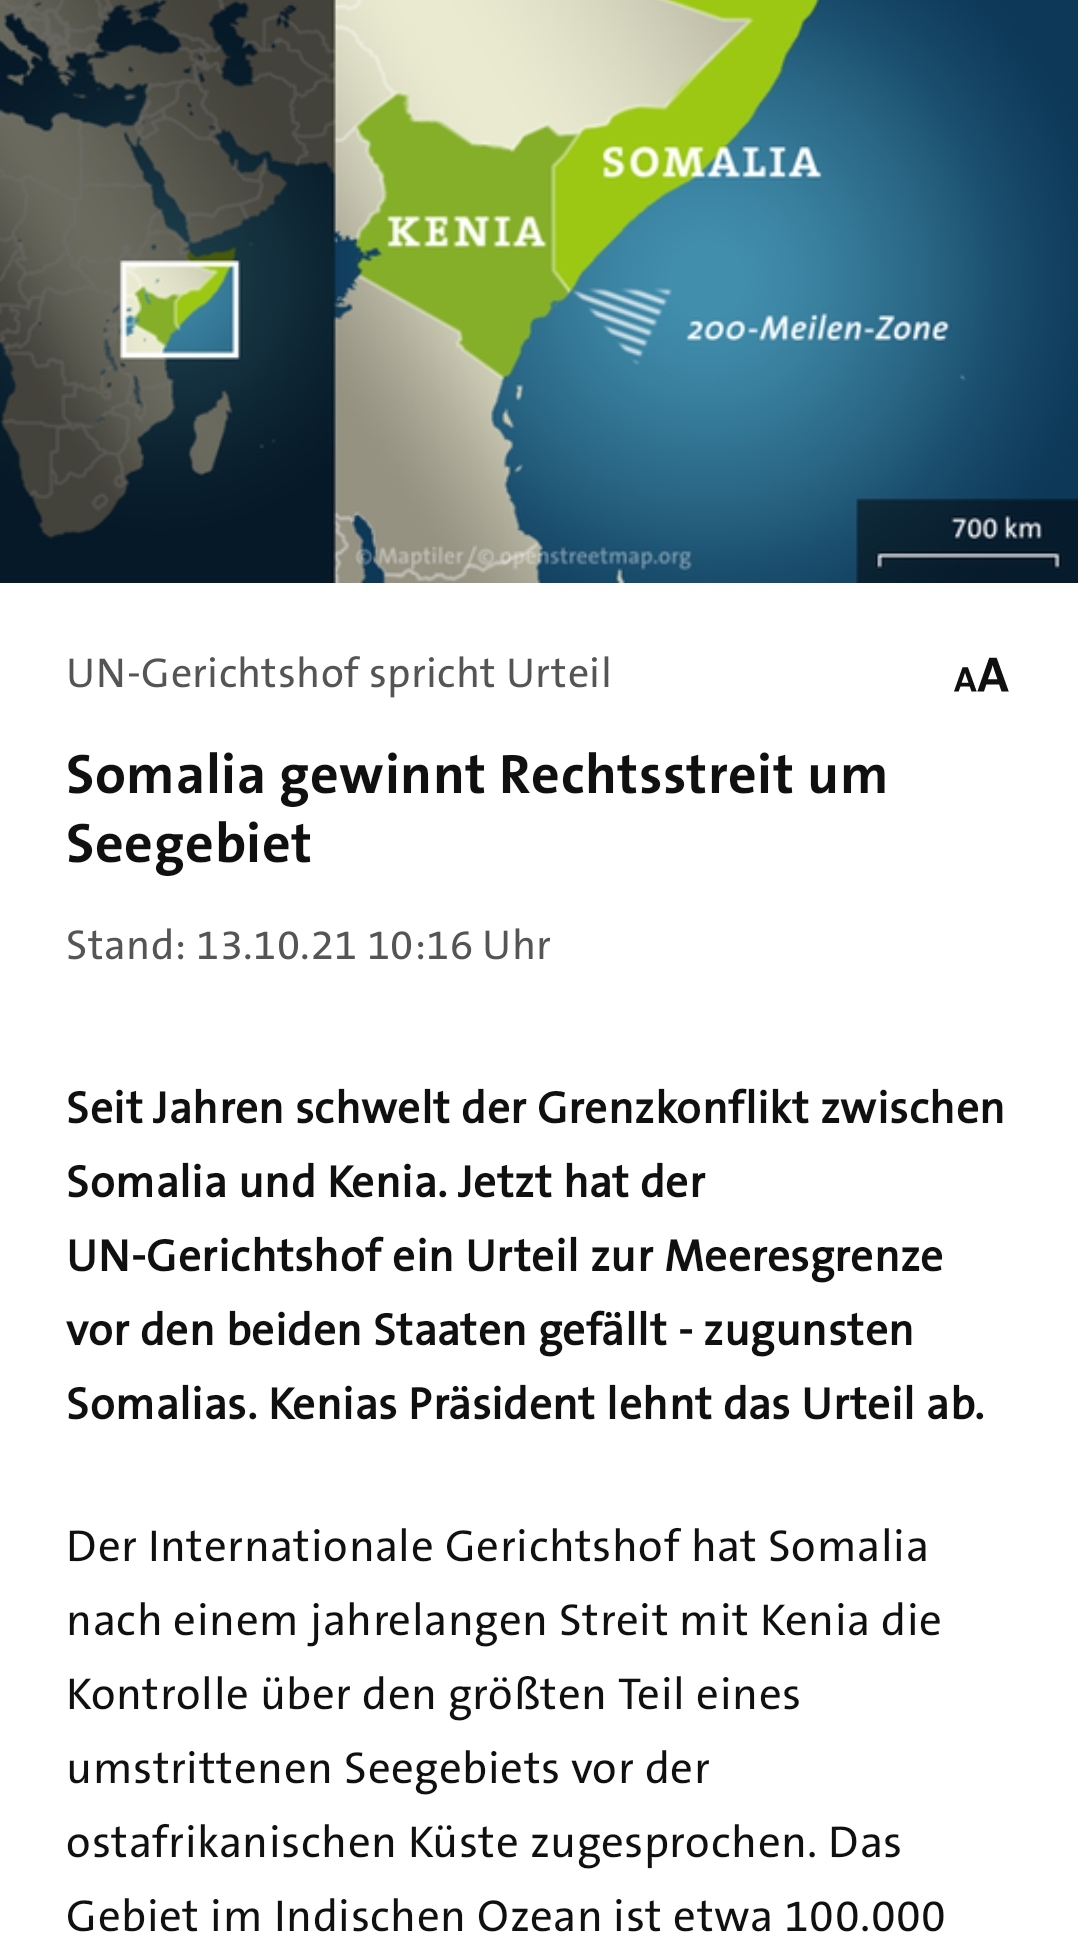 SOMALIA
KENIA
200-Meilen-Zone
700 km
© Maptiler / © openstreetmap.org
UN-Gerichtshof spricht Urteil
AA
Somalia gewinnt Rechtsstreit um
Seegebiet
Stand: 13.10.21 10:16 Uhr
Seit Jahren schwelt der Grenzkonflikt zwischen
Somalia und Kenia. Jetzt hat der
UN-Gerichtshof ein Urteil zur Meeresgrenze
vor den beiden Staaten gefällt - zugunsten
Somalias. Kenias Präsident lehnt das Urteil ab.
Der Internationale Gerichtshof hat Somalia
nach einem jahrelangen Streit mit Kenia die
Kontrolle über den größten Teil eines
umstrittenen Seegebiets vor der
ostafrikanischen Küste zugesprochen. Das
Gebiet im Indischen Ozean ist etwa 100.000